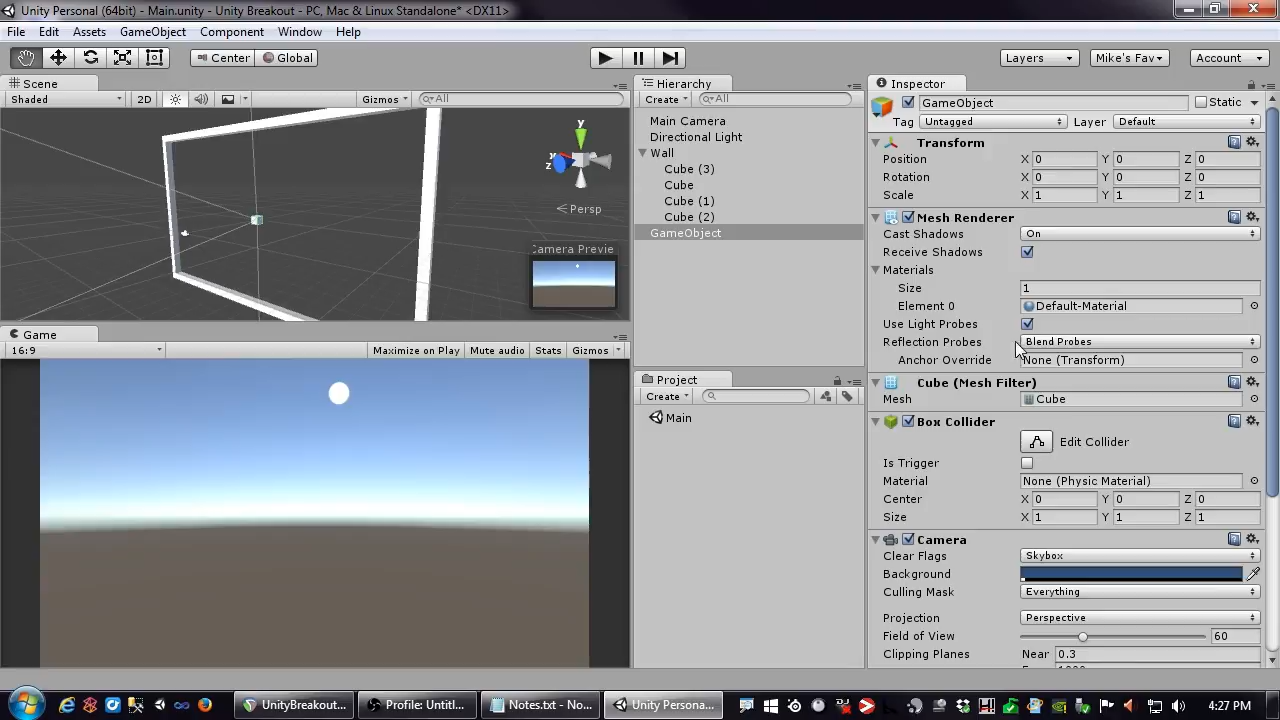 Unity Personal (64bit) - Main.unity - Unity Breakout - PC, Mac & Linux Standalone* <DX11>
File Edit Assets GameObject Component Window Help
Center Global Layers Mike's Fav Account
Scene
Shaded 2D Gizmos All
y
x
z
Persp
Camera Previe
Game
16:9 Maximize on Play Mute audio Stats Gizmos
Hierarchy
Create All
Main Camera
Directional Light
Wall
Cube (3)
Cube
Cube (1)
Cube (2)
GameObject
Project
Create
Main
Inspector
GameObject Static
Tag Untagged Layer Default
Transform
Position X 0 Y 0 Z 0
Rotation X 0 Y 0 Z 0
Scale X 1 Y 1 Z 1
Mesh Renderer
Cast Shadows On
Receive Shadows
Materials
Size 1
Element 0 Default-Material
Use Light Probes
Reflection Probes Blend Probes
Anchor Override None (Transform)
Cube (Mesh Filter)
Mesh Cube
Box Collider
Edit Collider
Is Trigger
Material None (Physic Material)
Center X 0 Y 0 Z 0
Size X 1 Y 1 Z 1
Camera
Clear Flags Skybox
Background
Culling Mask Everything
Projection Perspective
Field of View 60
Clipping Planes Near 0.3
UnityBreakout... Profile: Untitl... Notes.txt - No... Unity Persona... 4:27 PM